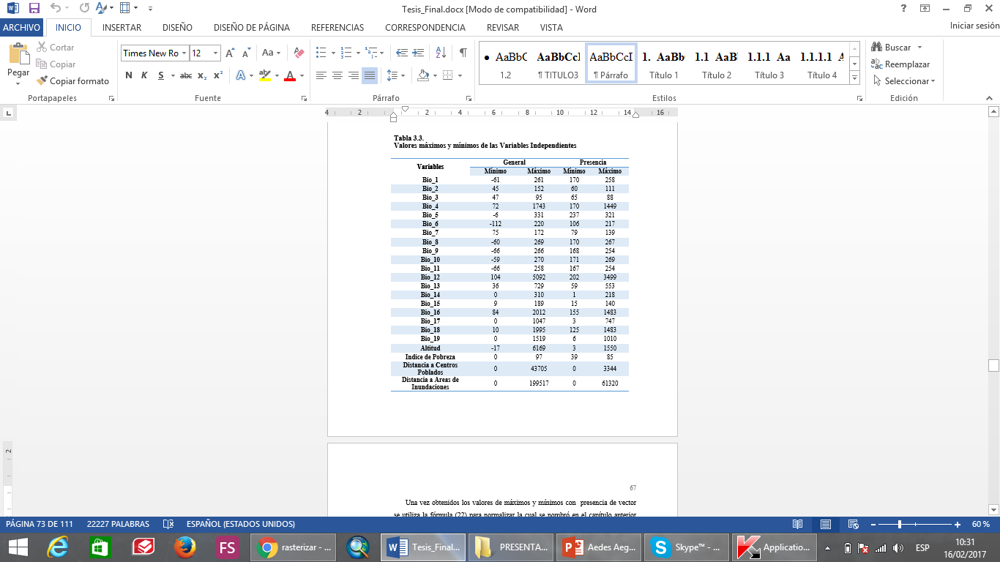 Tesis_Final.docx [Modo de compatibilidad] - Word
ARCHIVO INICIO INSERTAR DISEÑO DISEÑO DE PÁGINA REFERENCIAS CORRESPONDENCIA REVISAR VISTA Iniciar sesión
Pegar
Cortar
Copiar
Copiar formato
Portapapeles
Times New Ro 12
N K S abc x₂ x²
Fuente
Párrafo
AaBbC AaBbCcI AaBbCcI 1. AaBb 1.1 AaB 1.1.1 Aa 1.1.1.1 A
1.2 ¶ TITULO3 ¶ Párrafo Título 1 Título 2 Título 3 Título 4
Estilos
Buscar
Reemplazar
Seleccionar
Edición
4 2 2 4 6 8 10 12 14 16
Tabla 3.3.
Valores máximos y mínimos de las Variables Independientes
Variables General Presencia
Mínimo Máximo Mínimo Máximo
Bio_1 -61 261 170 258
Bio_2 45 152 60 111
Bio_3 47 95 65 88
Bio_4 72 1743 170 1449
Bio_5 -6 331 237 321
Bio_6 -112 220 106 217
Bio_7 75 172 79 139
Bio_8 -60 269 170 267
Bio_9 -66 266 168 254
Bio_10 -59 270 171 269
Bio_11 -66 258 167 254
Bio_12 104 5092 202 3499
Bio_13 36 729 59 553
Bio_14 0 310 1 218
Bio_15 9 189 15 140
Bio_16 84 2012 155 1483
Bio_17 0 1047 3 747
Bio_18 10 1995 125 1483
Bio_19 0 1519 6 1010
Altitud -17 6169 3 1550
Indice de Pobreza 0 97 39 85
Distancia a Centros
Poblados 0 43705 0 3344
Distancia a Areas de
Inundaciones 0 199517 0 61320
2
67
Una vez obtenidos los valores de máximos y mínimos con presencia de vector
se utiliza la fórmula (22) para normalizar la cual se nombró en el capítulo anterior
PÁGINA 73 DE 111 22227 PALABRAS ESPAÑOL (ESTADOS UNIDOS) 60 %
FS rasterizar - ... Tesis_Final... PRESENTA... Aedes Aeg... Skype™ - ... Applicatio... ESP 10:31
16/02/2017